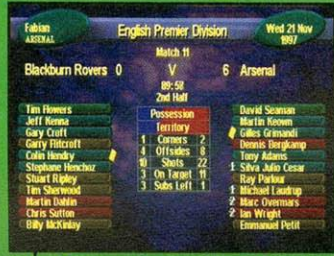 Fabian
ARSENAL
English Premier Division
Wed 21 Nov
1997
Match 11
Blackburn Rovers 0 V 6 Arsenal
89:58
2nd Half
Possession
Territory
1 Corners 2
4 Offsides 8
10 Shots 22
3 On Target 11
3 Subs Left 1
Tim Flowers
Jeff Kenna
Gary Croft
Garry Flitcroft
Colin Hendry
Stephane Henchoz
Stuart Ripley
Tim Sherwood
Martin Dahlin
Chris Sutton
Billy McKinlay
David Seaman
Martin Keown
Gilles Grimandi
Dennis Bergkamp
Tony Adams
1 Silva Julio Cesar
Ray Parlour
1 Michael Laudrup
2 Marc Overmars
2 Ian Wright
Emmanuel Petit